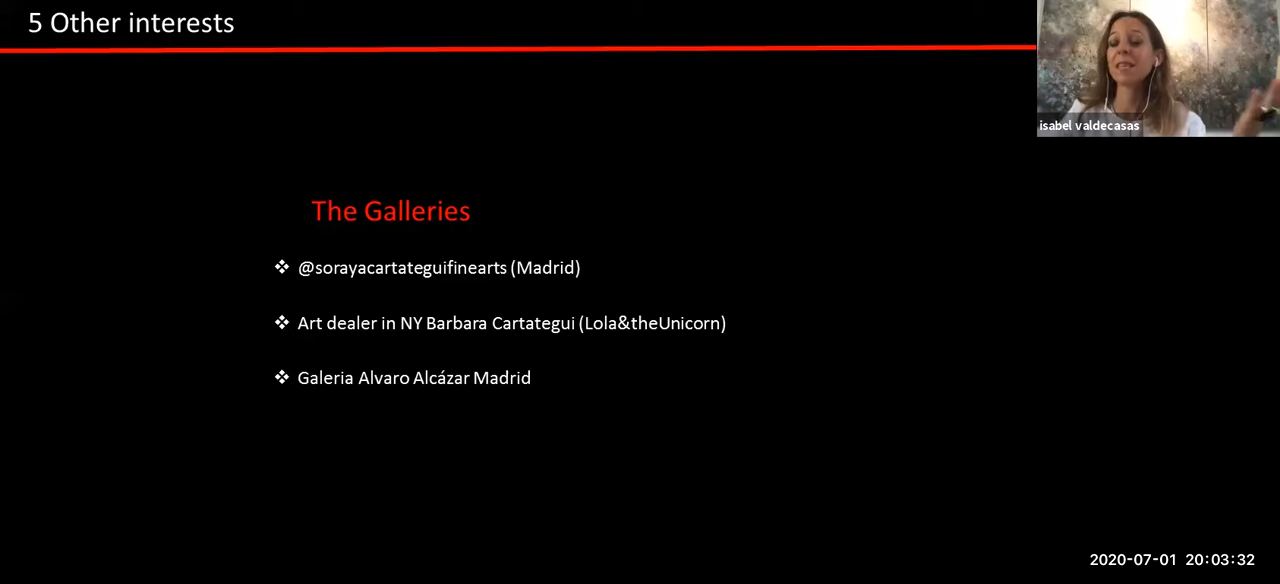 5 Other interests
isabel valdecasas
The Galleries
❖ @sorayacartateguifinearts (Madrid)
❖ Art dealer in NY Barbara Cartategui (Lola&theUnicorn)
❖ Galeria Alvaro Alcázar Madrid
2020-07-01 20:03:32